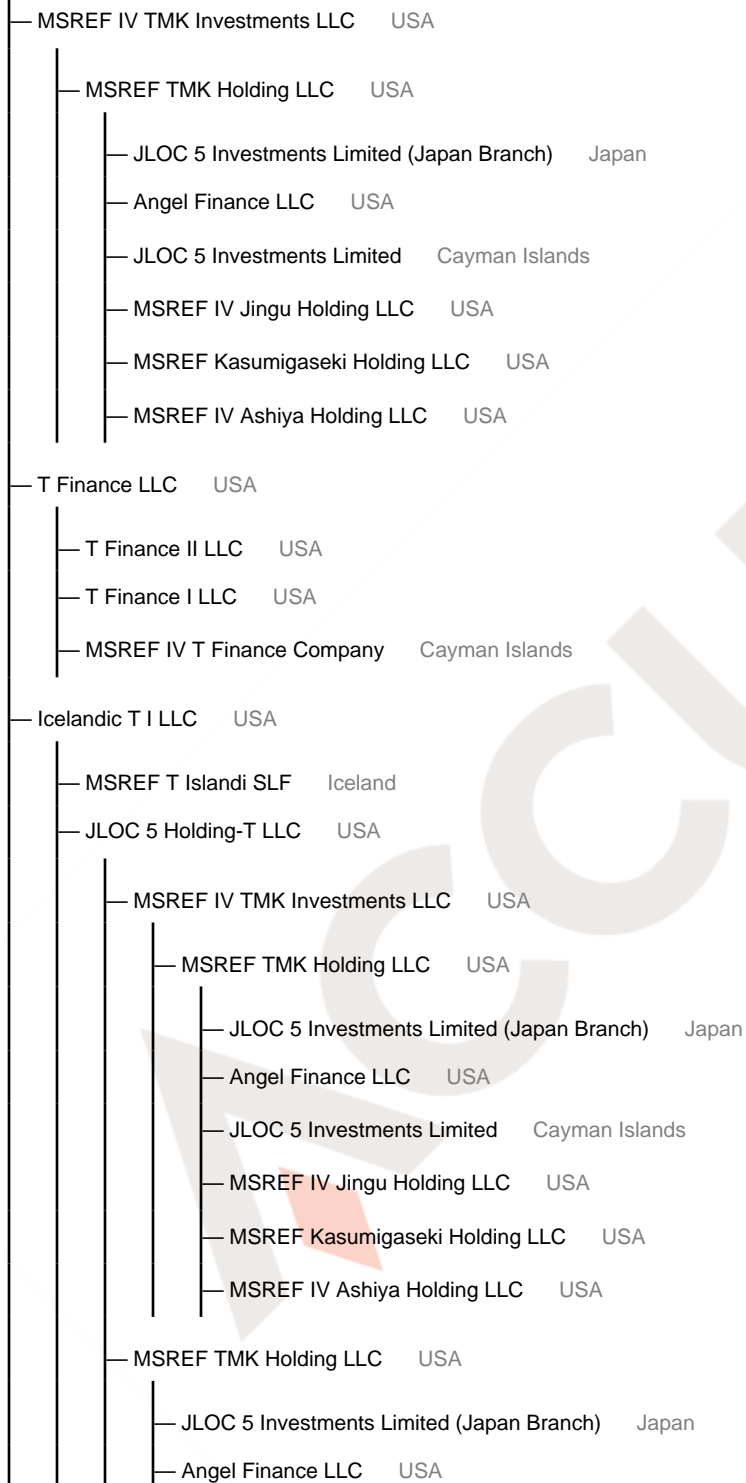 MSREF IV TMK Investments LLC USA
MSREF TMK Holding LLC USA
JLOC 5 Investments Limited (Japan Branch) Japan
Angel Finance LLC USA
JLOC 5 Investments Limited Cayman Islands
MSREF IV Jingu Holding LLC USA
MSREF Kasumigaseki Holding LLC USA
MSREF IV Ashiya Holding LLC USA
T Finance LLC USA
T Finance II LLC USA
T Finance I LLC USA
MSREF IV T Finance Company Cayman Islands
Icelandic T I LLC USA
MSREF T Islandi SLF Iceland
JLOC 5 Holding-T LLC USA
MSREF IV TMK Investments LLC USA
MSREF TMK Holding LLC USA
JLOC 5 Investments Limited (Japan Branch) Japan
Angel Finance LLC USA
JLOC 5 Investments Limited Cayman Islands
MSREF IV Jingu Holding LLC USA
MSREF Kasumigaseki Holding LLC USA
MSREF IV Ashiya Holding LLC USA
MSREF TMK Holding LLC USA
JLOC 5 Investments Limited (Japan Branch) Japan
Angel Finance LLC USA